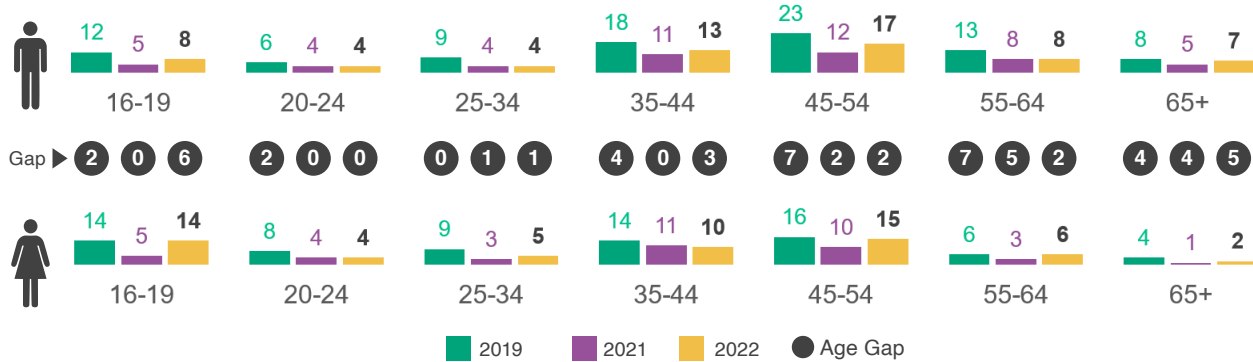 12 5 8 6 4 4 9 4 4 18 11 13 23 12 17 13 8 8 8 5 7
16-19 20-24 25-34 35-44 45-54 55-64 65+
Gap 2 0 6 2 0 0 0 1 1 4 0 3 7 2 2 7 5 2 4 4 5
14 5 14 8 4 4 9 3 5 14 11 10 16 10 15 6 3 6 4 1 2
16-19 20-24 25-34 35-44 45-54 55-64 65+
2019 2021 2022 Age Gap